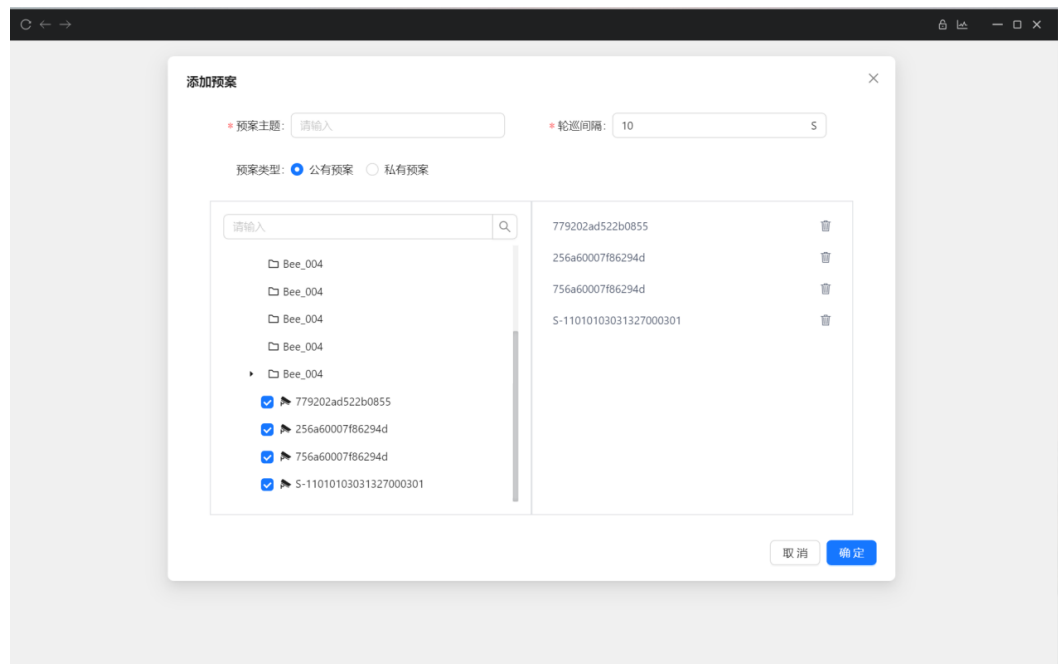 添加预案
* 预案主题: 请输入
* 轮巡间隔: 10 S
预案类型: 公有预案 私有预案
请输入
Bee_004
Bee_004
Bee_004
Bee_004
Bee_004
779202ad522b0855
256a60007f86294d
756a60007f86294d
S-11010103031327000301
779202ad522b0855
256a60007f86294d
756a60007f86294d
S-11010103031327000301
取 消 确 定